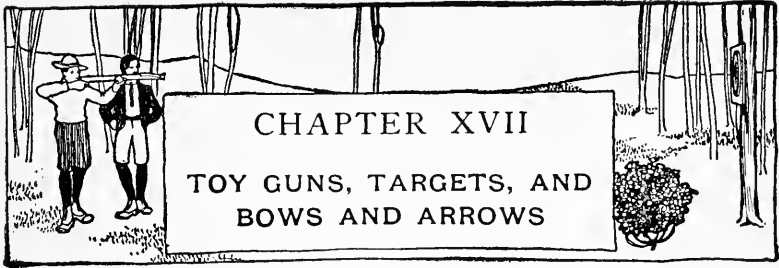 CHAPTER XVII
TOY GUNS, TARGETS, AND
BOWS AND ARROWS